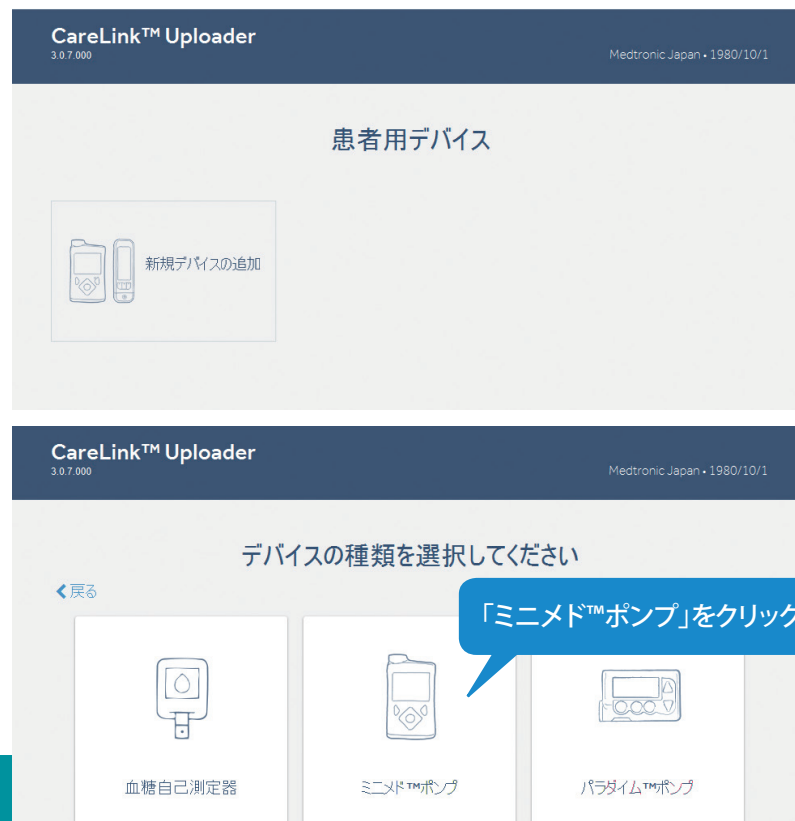 CareLink™ Uploader
3.0.7.000
Medtronic Japan • 1980/10/1
患者用デバイス
新規デバイスの追加
CareLink™ Uploader
3.0.7.000
Medtronic Japan • 1980/10/1
デバイスの種類を選択してください
戻る
「ミニメド™ポンプ」をクリック
血糖自己測定器
ミニメド™ポンプ
パラダイム™ポンプ